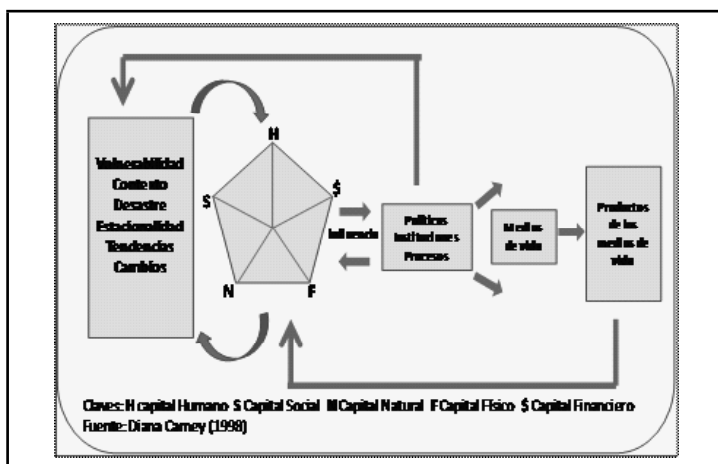 Vulnerabilidad
Contexto
Desastre
Estacionalidad
Tendencias
Cambios
H
S
$
N
F
Influencia
Políticas
Instituciones
Procesos
Medios
de vida
Productos
de los
medios de
vida
Claves: H capital Humano S Capital Social N Capital Natural F Capital Físico $ Capital Financiero
Fuente: Diana Carney (1998)